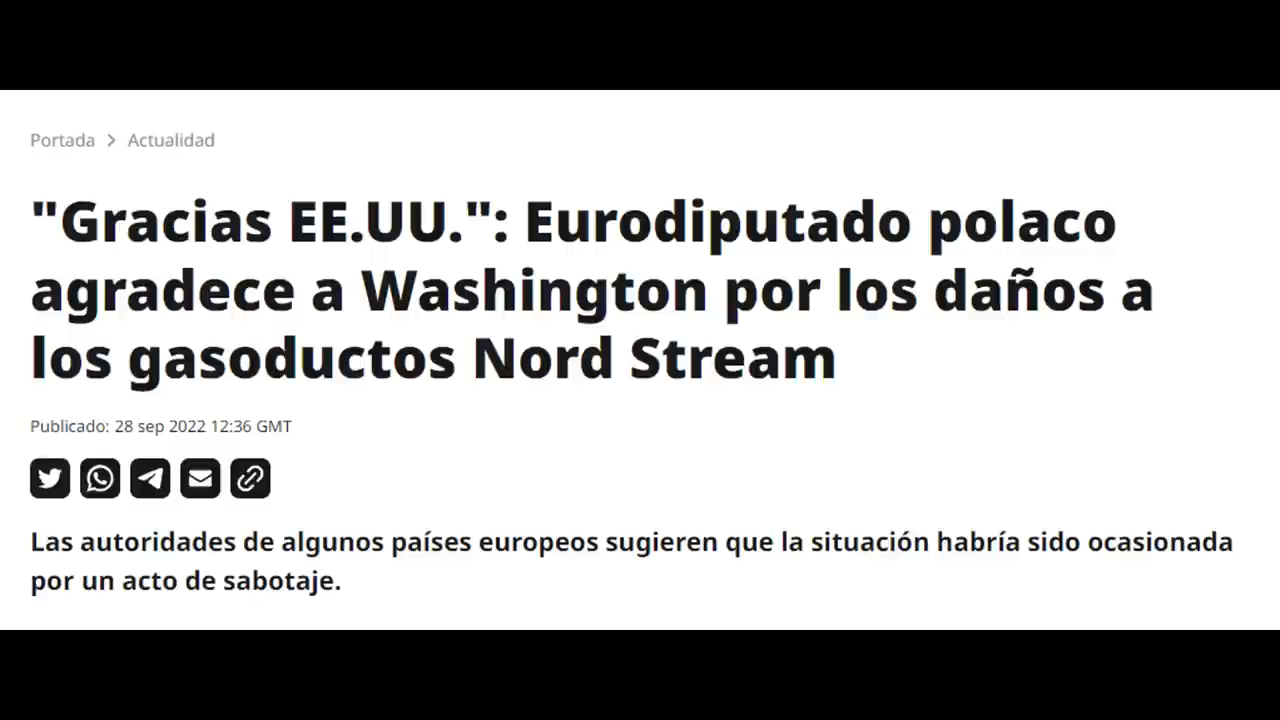 Portada > Actualidad
"Gracias EE.UU.": Eurodiputado polaco
agradece a Washington por los daños a
los gasoductos Nord Stream
Publicado: 28 sep 2022 12:36 GMT
Las autoridades de algunos países europeos sugieren que la situación habría sido ocasionada
por un acto de sabotaje.